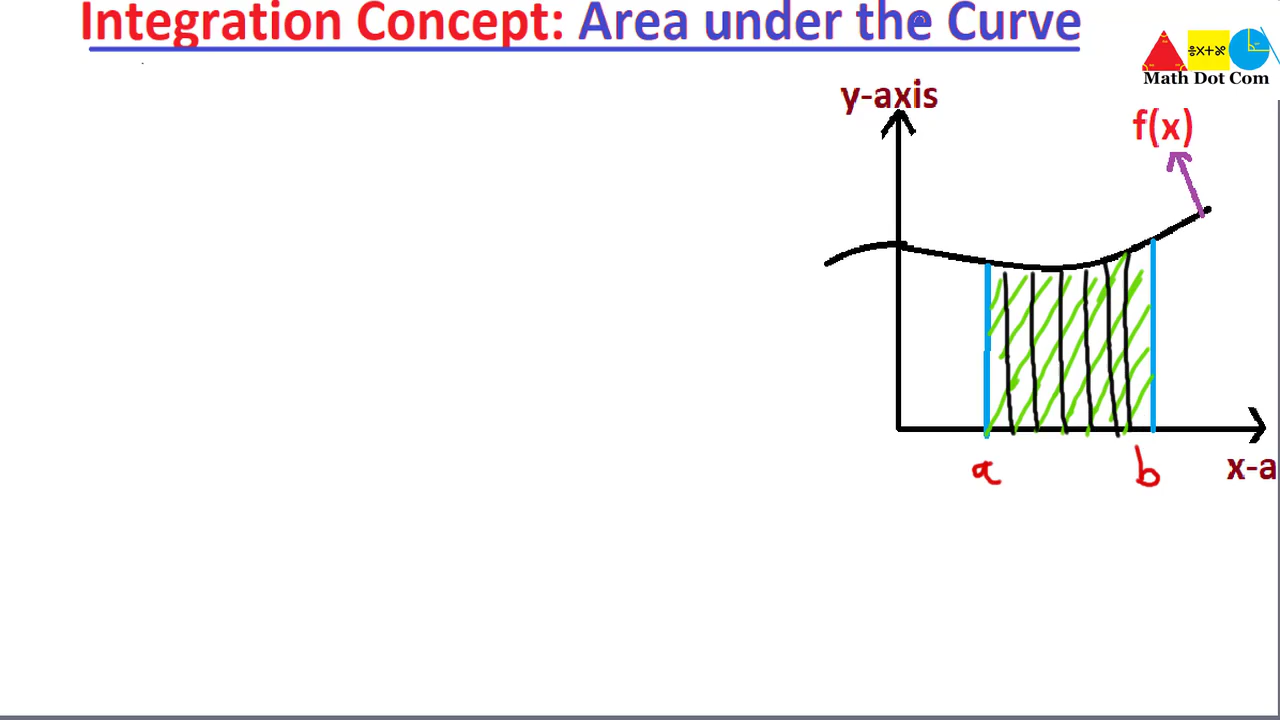 Integration Concept: Area under the Curve
÷x+%
Math Dot Com
y-axis
f(x)
a
b
x-a